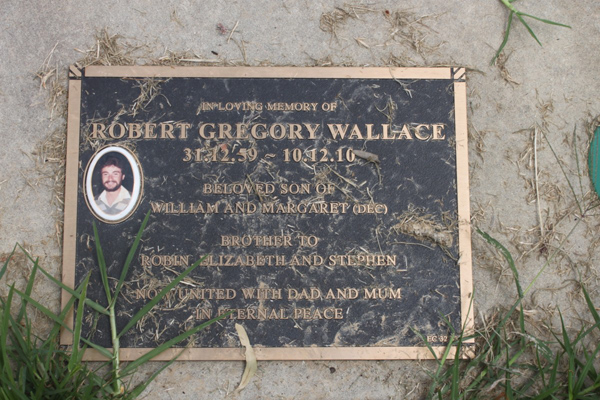 IN LOVING MEMORY OF
ROBERT GREGORY WALLACE
31.12.59 ~ 10.12.10
BELOVED SON OF
WILLIAM AND MARGARET (DEC)
BROTHER TO
ROBIN, ELIZABETH AND STEPHEN
NOW UNITED WITH DAD AND MUM
IN ETERNAL PEACE